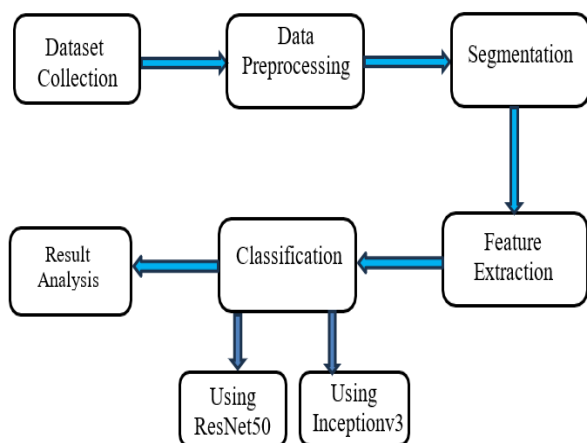 Dataset
Collection
Data
Preprocessing
Segmentation
Feature
Extraction
Classification
Result
Analysis
Using
ResNet50
Using
Inceptionv3